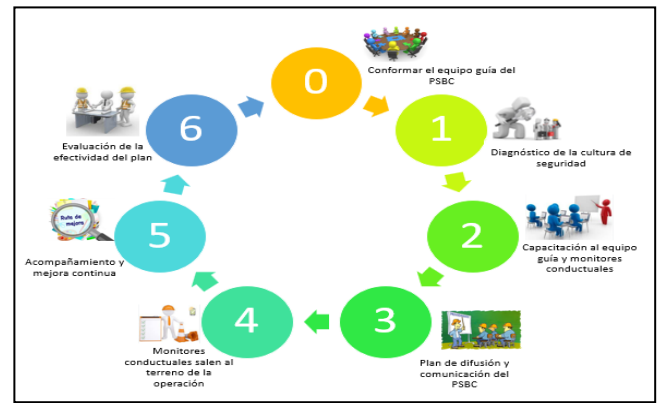 0
Conformar el equipo guía del
PSBC
1
Diagnóstico de la cultura de
seguridad
2
Capacitación al equipo
guía y monitores
conductuales
3
Plan de difusión y
comunicación del
PSBC
4
Monitores
conductuales salen al
terreno de la
operación
5
Ruta de
mejora
Acompañamiento y
mejora continua
6
Evaluación de la
efectividad del plan